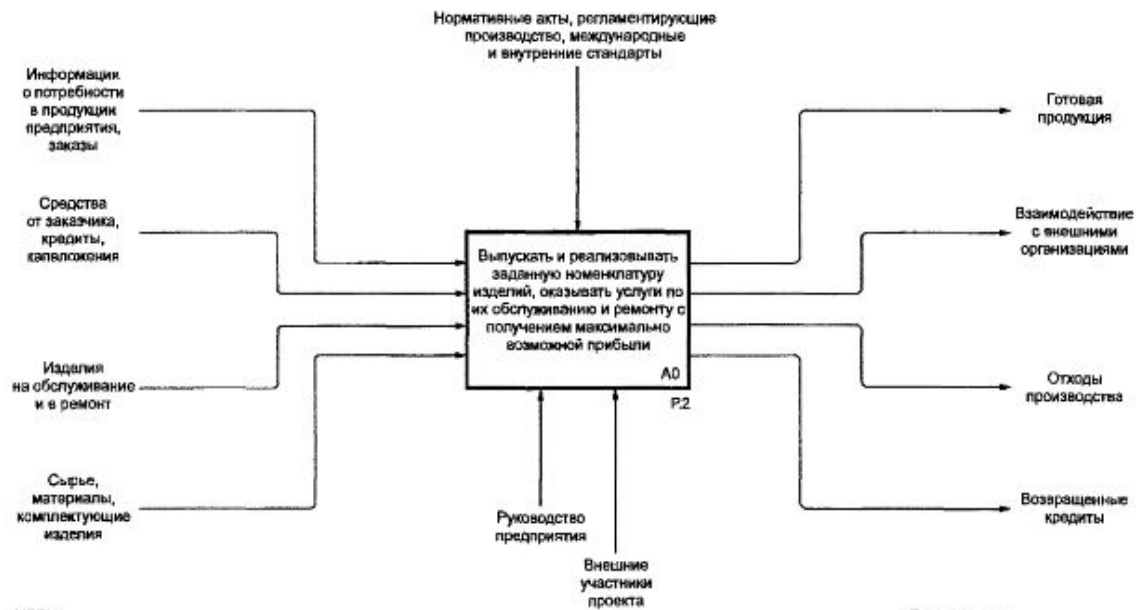 Нормативные акты, регламентирующие
производство, международные
и внутренние стандарты
Информация
о потребности
в продукции
предприятия,
заказы
Средства
от заказчика,
кредиты,
капвложения
Изделия
на обслуживание
и в ремонт
Сырье,
материалы,
комплектующие
изделия
Выпускать и реализовывать
заданную номенклатуру
изделий, оказывать услуги по
их обслуживанию и ремонту с
получением максимально
возможной прибыли
A0
P.2
Руководство
предприятия
Внешние
участники
проекта
Готовая
продукция
Взаимодействие
с внешними
организациями
Отходы
производства
Возвращенные
кредиты